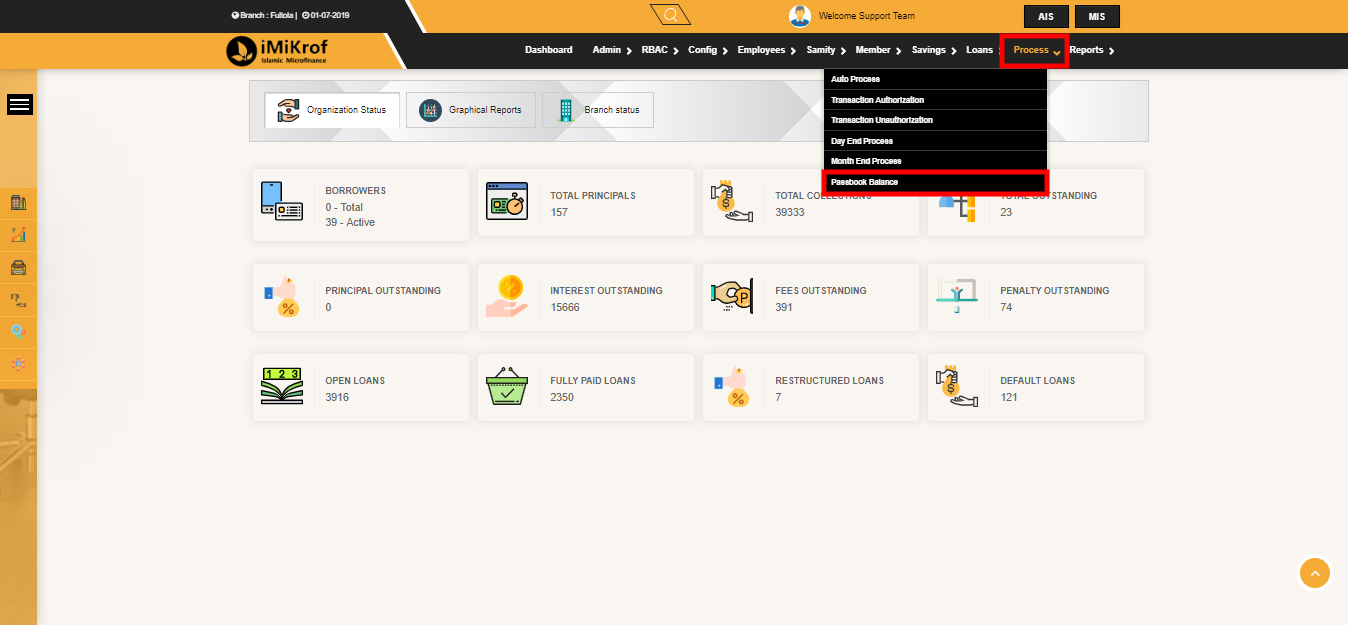 Branch : Fultola | 01-07-2019
Welcome Support Team
AIS
MIS
iMiKrof
Islamic Microfinance
Dashboard
Admin
RBAC
Config
Employees
Samity
Member
Savings
Loans
Process
Reports
Auto Process
Transaction Authorization
Transaction Unauthorization
Day End Process
Month End Process
Passbook Balance
Organization Status
Graphical Reports
Branch status
BORROWERS
0 - Total
39 - Active
TOTAL PRINCIPALS
157
TOTAL COLLECTIONS
39333
TOTAL OUTSTANDING
23
PRINCIPAL OUTSTANDING
0
INTEREST OUTSTANDING
15666
FEES OUTSTANDING
391
PENALTY OUTSTANDING
74
1 2 3
OPEN LOANS
3916
FULLY PAID LOANS
2350
RESTRUCTURED LOANS
7
DEFAULT LOANS
121